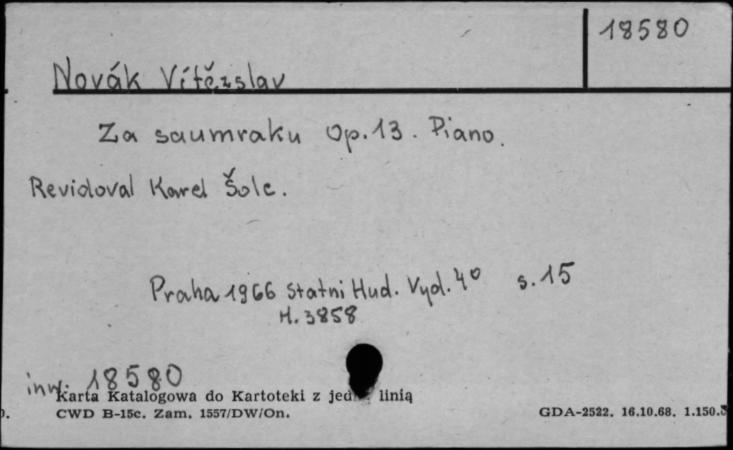 18580
Novák Vítězslav
Za saumraku Op.13. Piano.
Revidoval Karel Šolc.
Praha 1966 Statni Hud. Vyd. 4° s. 15
H. 3858
inw. 18580
Karta Katalogowa do Kartoteki z linią
CWD B-15c. Zam. 1557/DW/On.
GDA-2522. 16.10.68. 1.150.